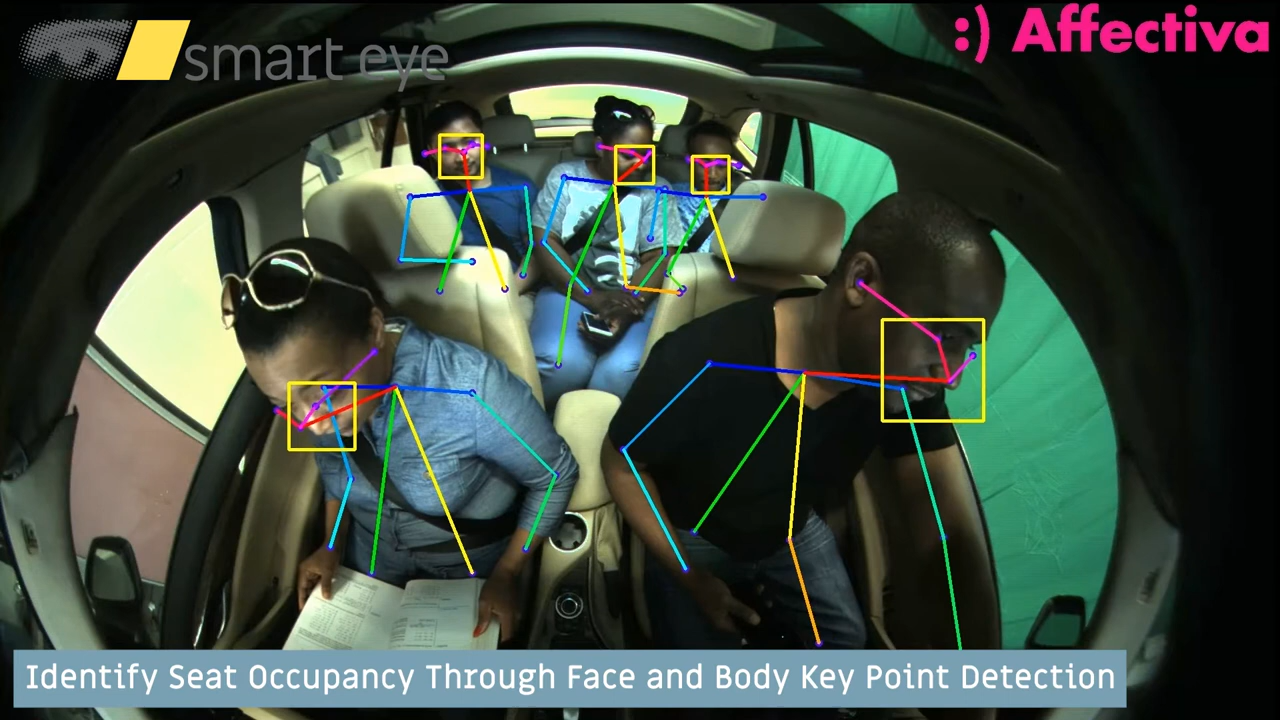 smart eye
:) Affectiva
Identify Seat Occupancy Through Face and Body Key Point Detection